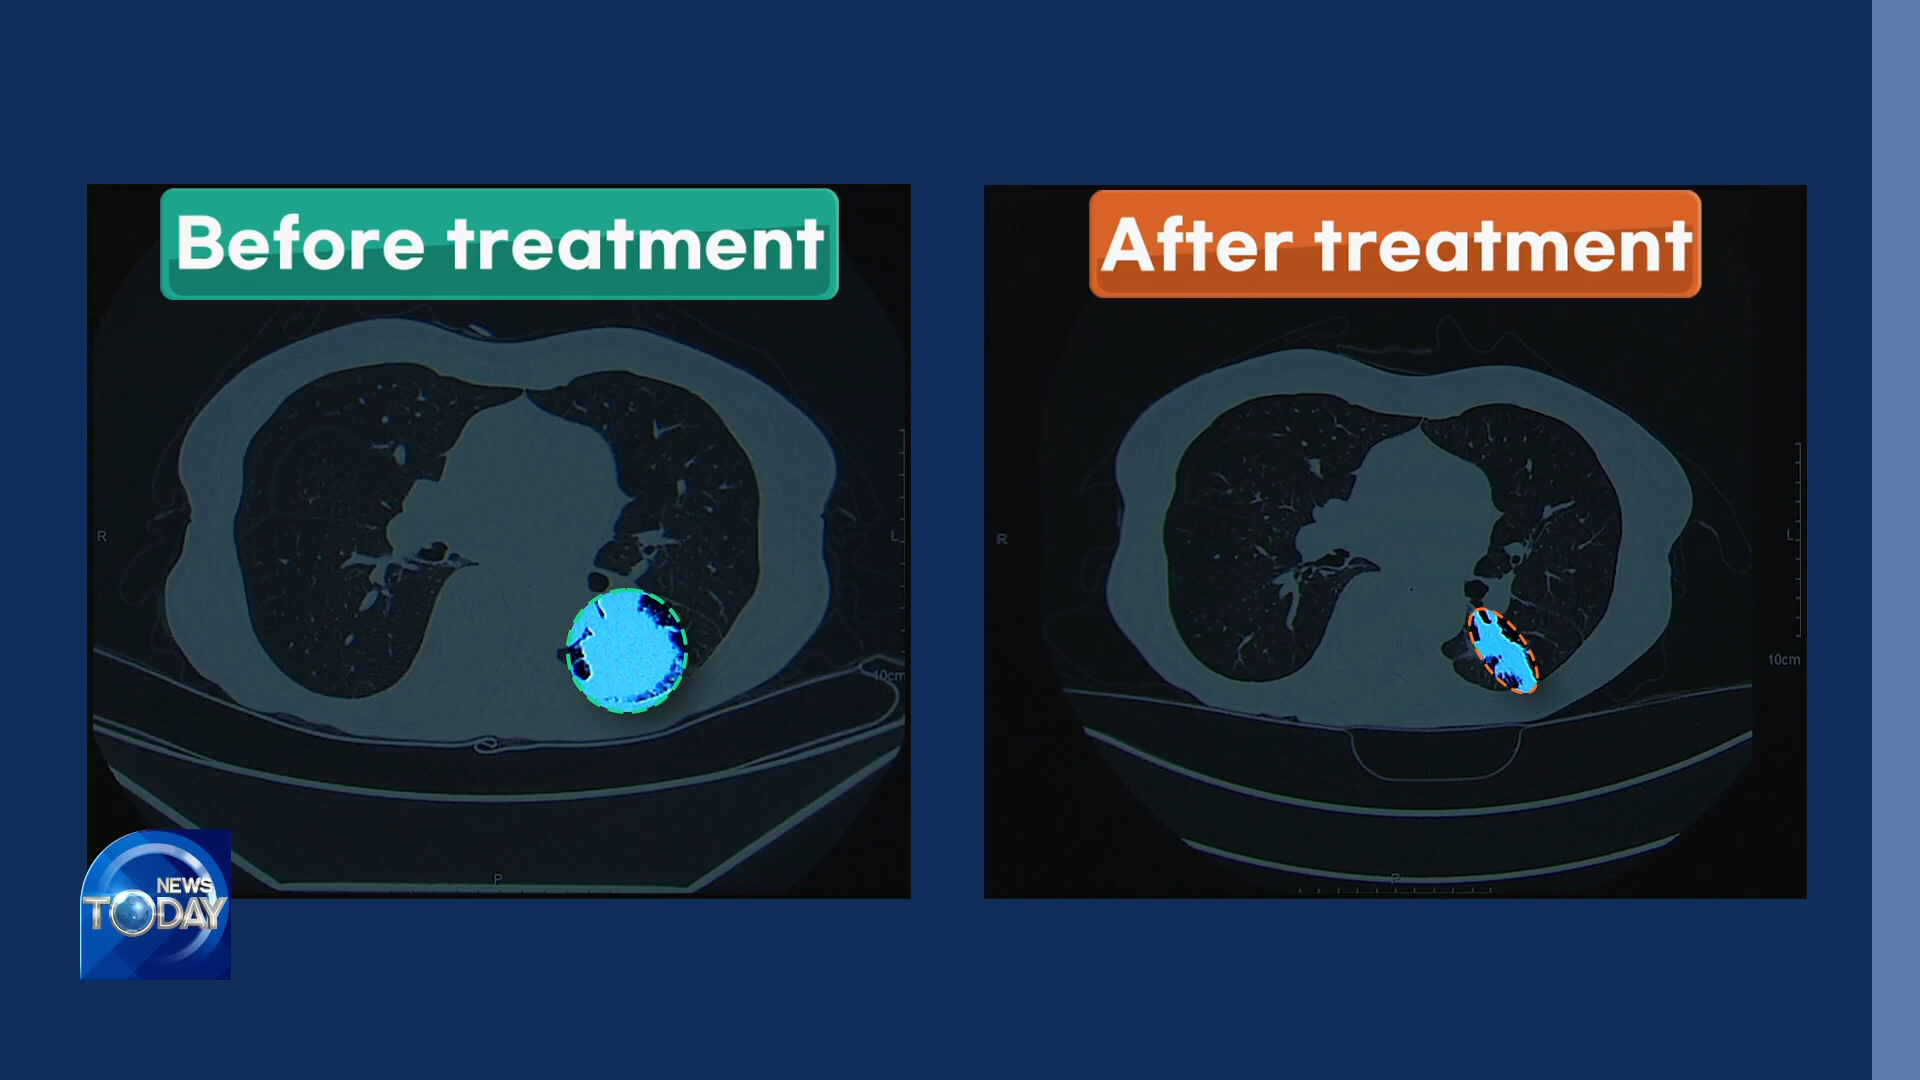 Before treatment
After treatment
R
L
10cm
P
R
L
10cm
P
NEWS
TODAY